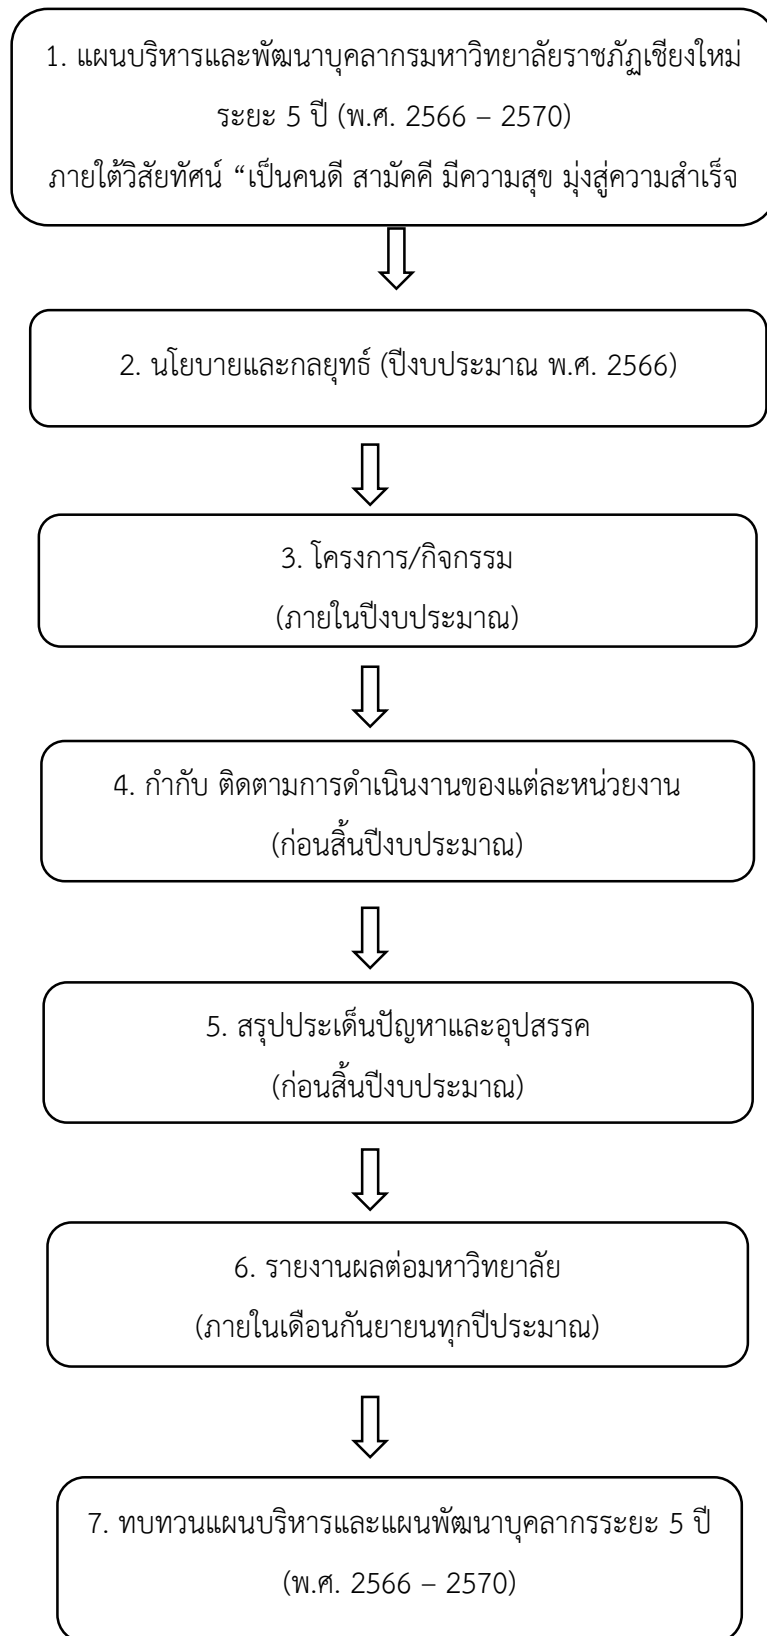 1. แผนบริหารและพัฒนาบุคลากรมหาวิทยาลัยราชภัฏเชียงใหม่
ระยะ 5 ปี (พ.ศ. 2566 – 2570)
ภายใต้วิสัยทัศน์ “เป็นคนดี สามัคคี มีความสุข มุ่งสู่ความสำเร็จ
2. นโยบายและกลยุทธ์ (ปีงบประมาณ พ.ศ. 2566)
3. โครงการ/กิจกรรม
(ภายในปีงบประมาณ)
4. กำกับ ติดตามการดำเนินงานของแต่ละหน่วยงาน
(ก่อนสิ้นปีงบประมาณ)
5. สรุปประเด็นปัญหาและอุปสรรค
(ก่อนสิ้นปีงบประมาณ)
6. รายงานผลต่อมหาวิทยาลัย
(ภายในเดือนกันยายนทุกปีประมาณ)
7. ทบทวนแผนบริหารและแผนพัฒนาบุคลากรระยะ 5 ปี
(พ.ศ. 2566 – 2570)